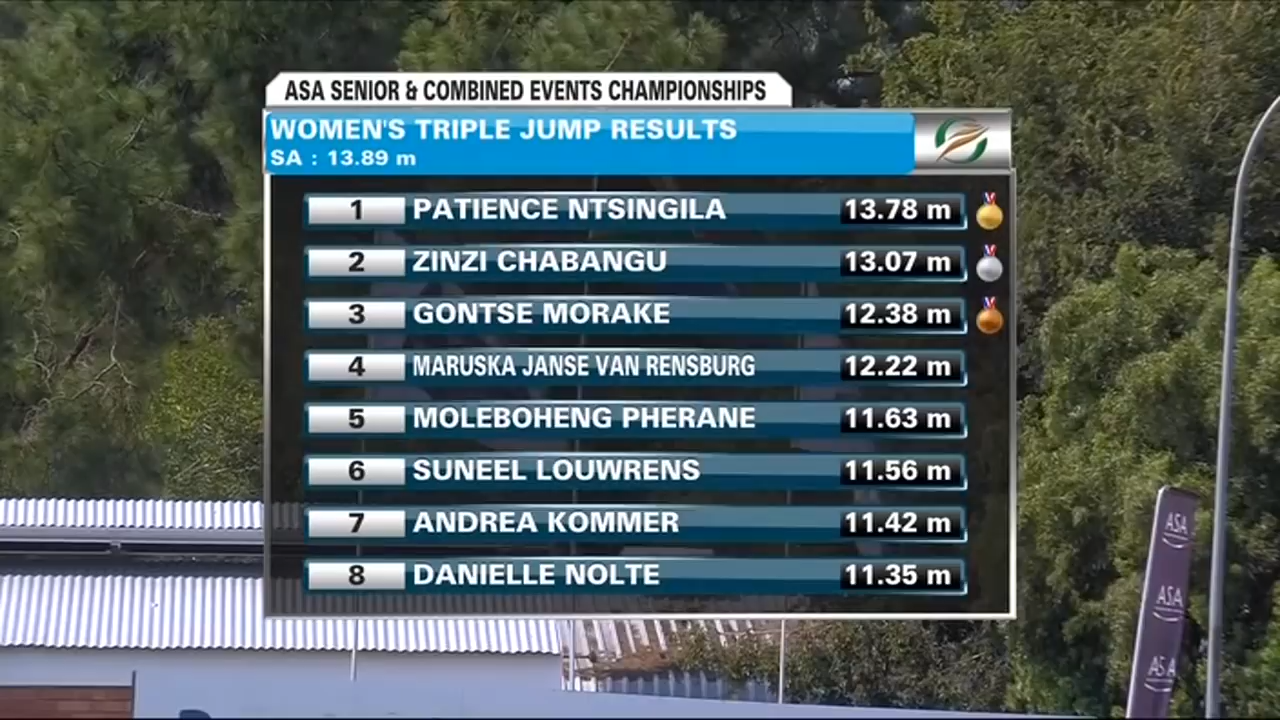 ASA SENIOR & COMBINED EVENTS CHAMPIONSHIPS
WOMEN'S TRIPLE JUMP RESULTS
SA : 13.89 m
1 PATIENCE NTSINGILA 13.78 m
2 ZINZI CHABANGU 13.07 m
3 GONTSE MORAKE 12.38 m
4 MARUSKA JANSE VAN RENSBURG 12.22 m
5 MOLEBOHENG PHERANE 11.63 m
6 SUNEEL LOUWRENS 11.56 m
7 ANDREA KOMMER 11.42 m
8 DANIELLE NOLTE 11.35 m
ASA
ASA
ASA